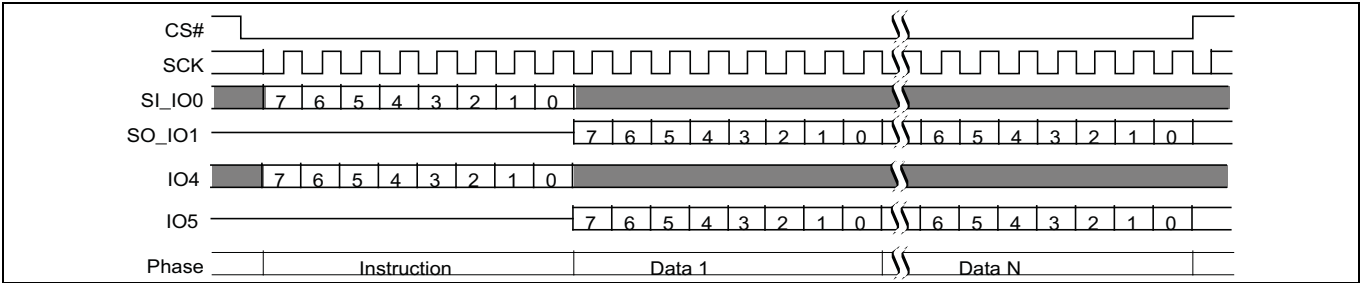 CS#
SCK
SI_IO0 7 6 5 4 3 2 1 0
SO_IO1 7 6 5 4 3 2 1 0 6 5 4 3 2 1 0
IO4 7 6 5 4 3 2 1 0
IO5 7 6 5 4 3 2 1 0 6 5 4 3 2 1 0
Phase Instruction Data 1 Data N